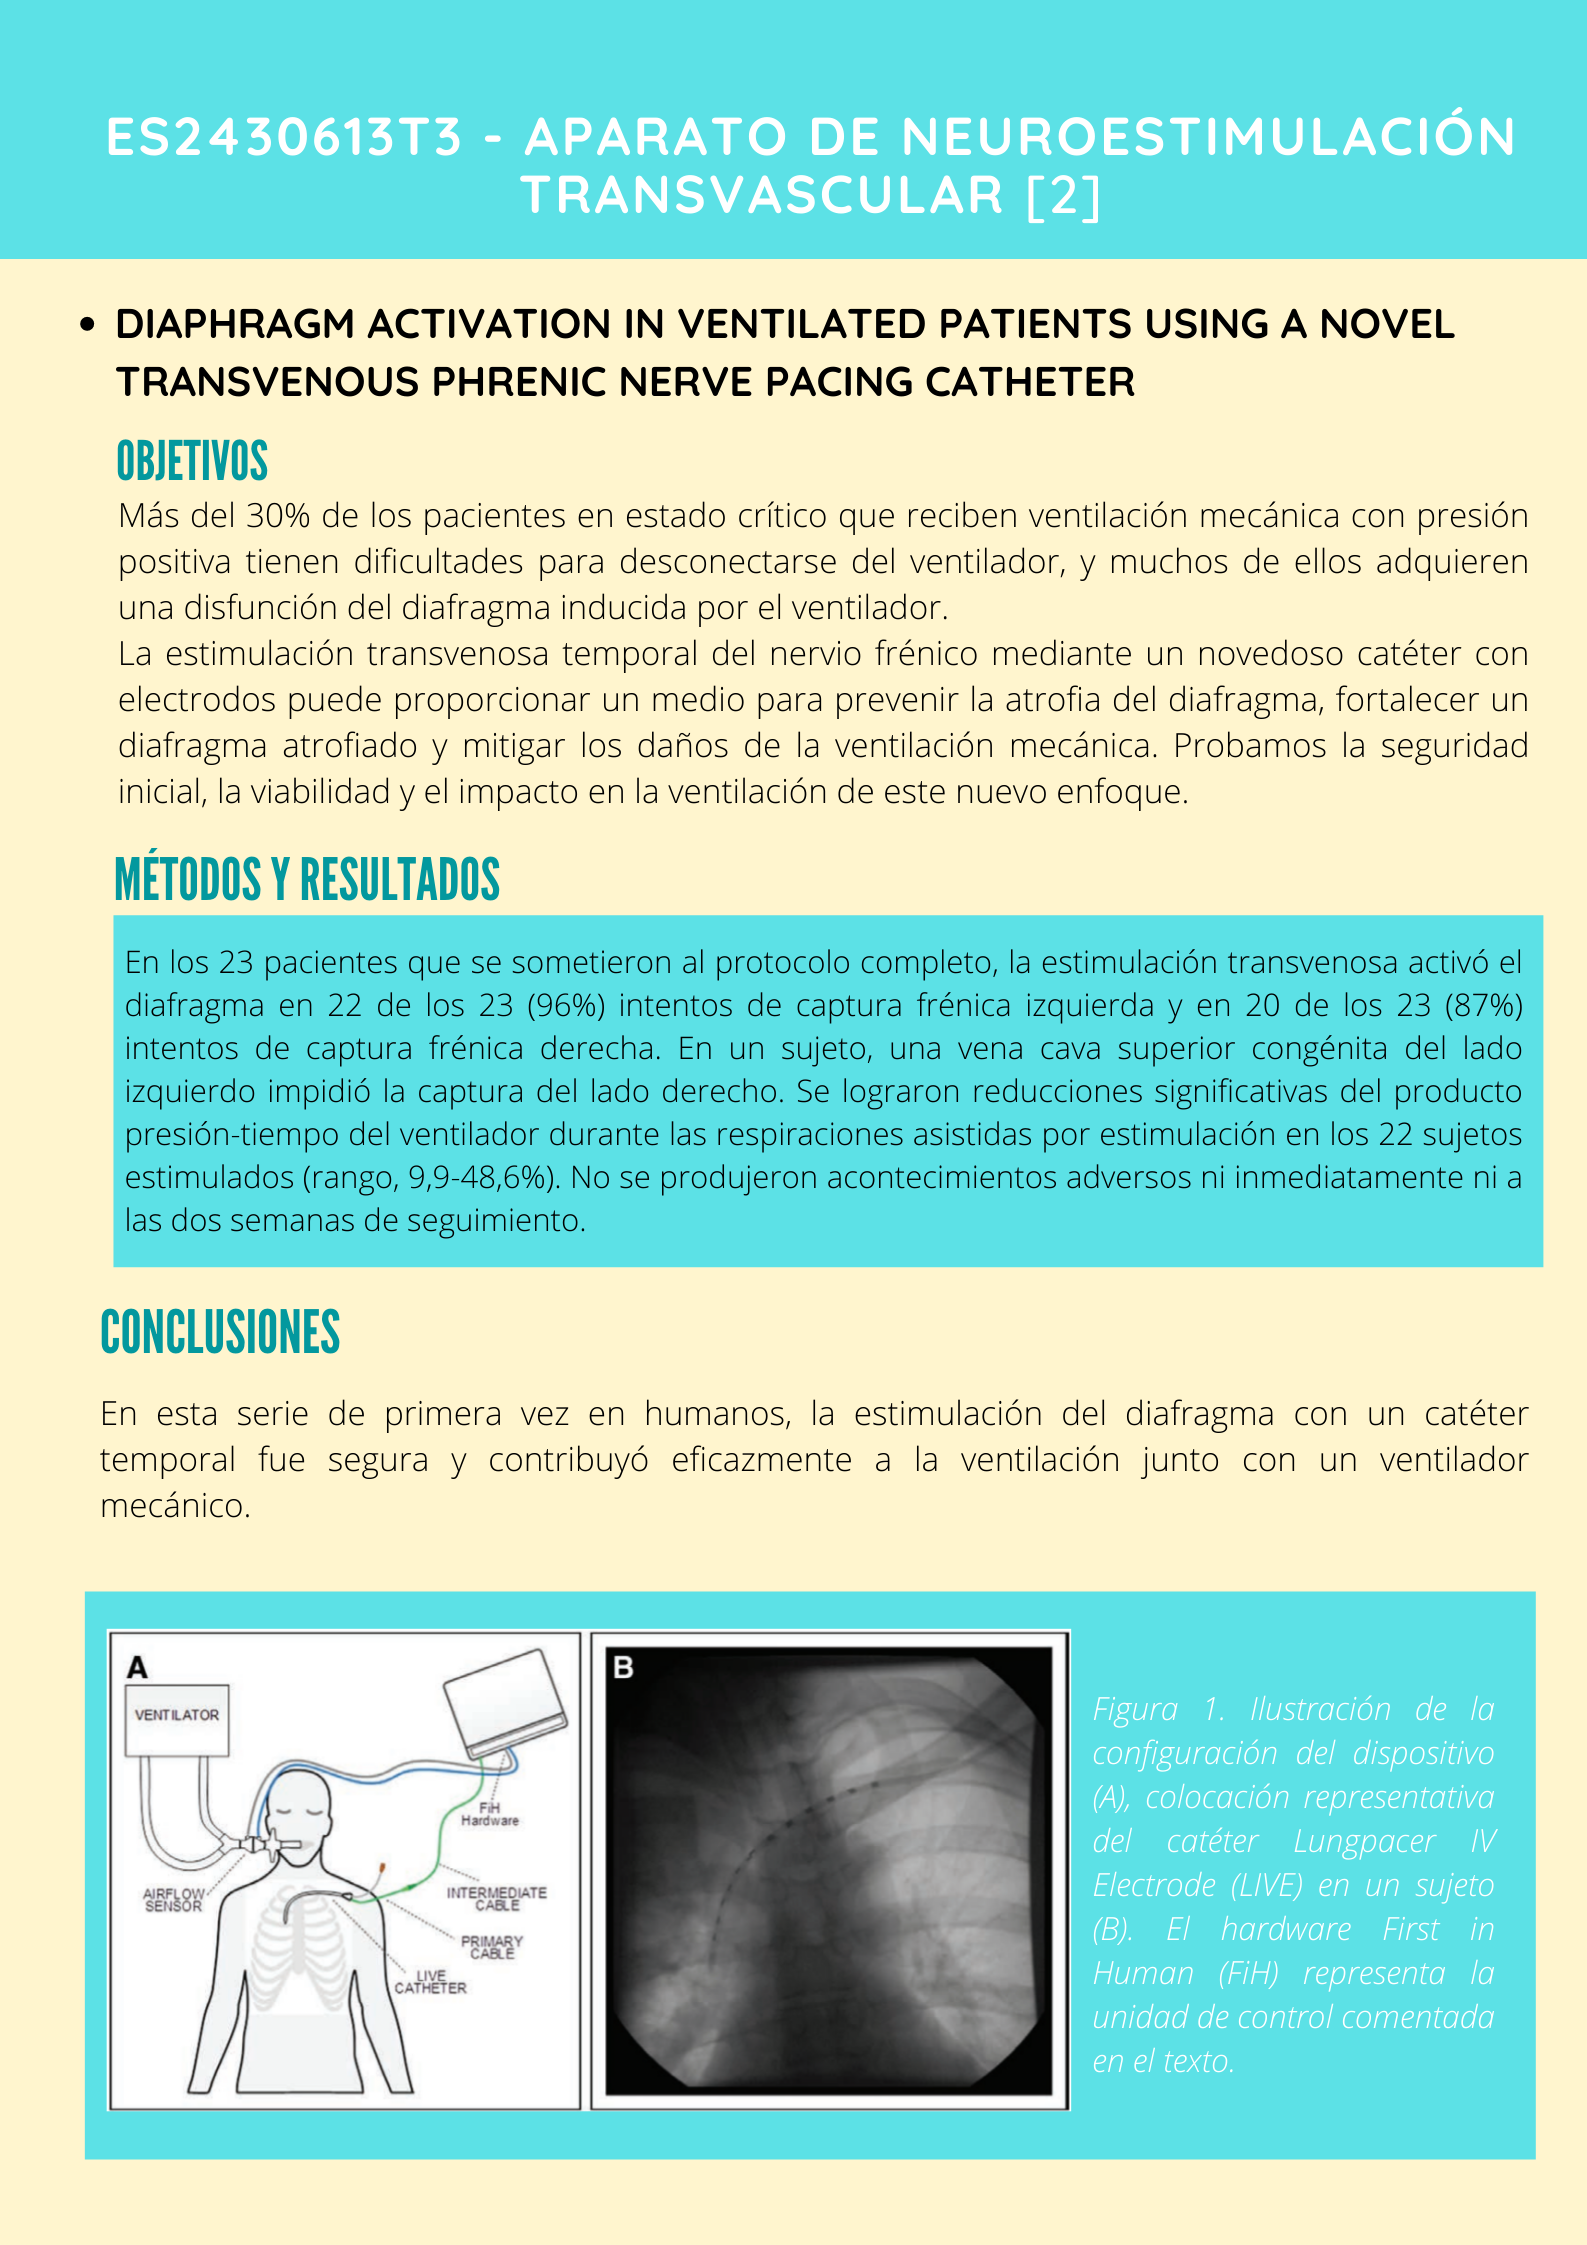 ES2430613T3 - APARATO DE NEUROESTIMULACIÓN
TRANSVASCULAR [2]
• DIAPHRAGM ACTIVATION IN VENTILATED PATIENTS USING A NOVEL
TRANSVENOUS PHRENIC NERVE PACING CATHETER
OBJETIVOS
Más del 30% de los pacientes en estado crítico que reciben ventilación mecánica con presión
positiva tienen dificultades para desconectarse del ventilador, y muchos de ellos adquieren
una disfunción del diafragma inducida por el ventilador.
La estimulación transvenosa temporal del nervio frénico mediante un novedoso catéter con
electrodos puede proporcionar un medio para prevenir la atrofia del diafragma, fortalecer un
diafragma atrofiado y mitigar los daños de la ventilación mecánica. Probamos la seguridad
inicial, la viabilidad y el impacto en la ventilación de este nuevo enfoque.
MÉTODOS Y RESULTADOS
En los 23 pacientes que se sometieron al protocolo completo, la estimulación transvenosa activó el
diafragma en 22 de los 23 (96%) intentos de captura frénica izquierda y en 20 de los 23 (87%)
intentos de captura frénica derecha. En un sujeto, una vena cava superior congénita del lado
izquierdo impidió la captura del lado derecho. Se lograron reducciones significativas del producto
presión-tiempo del ventilador durante las respiraciones asistidas por estimulación en los 22 sujetos
estimulados (rango, 9,9-48,6%). No se produjeron acontecimientos adversos ni inmediatamente ni a
las dos semanas de seguimiento.
CONCLUSIONES
En esta serie de primera vez en humanos, la estimulación del diafragma con un catéter
temporal fue segura y contribuyó eficazmente a la ventilación junto con un ventilador
mecánico.
A
VENTILATOR
FiH
Hardware
AIRFLOW
SENSOR
INTERMEDIATE
CABLE
PRIMARY
CABLE
LIVE
CATHETER
B
Figura 1. Ilustración de la
configuración del dispositivo
(A), colocación representativa
del catéter Lungpacer IV
Electrode (LIVE) en un sujeto
(B). El hardware First in
Human (FiH) representa la
unidad de control comentada
en el texto.